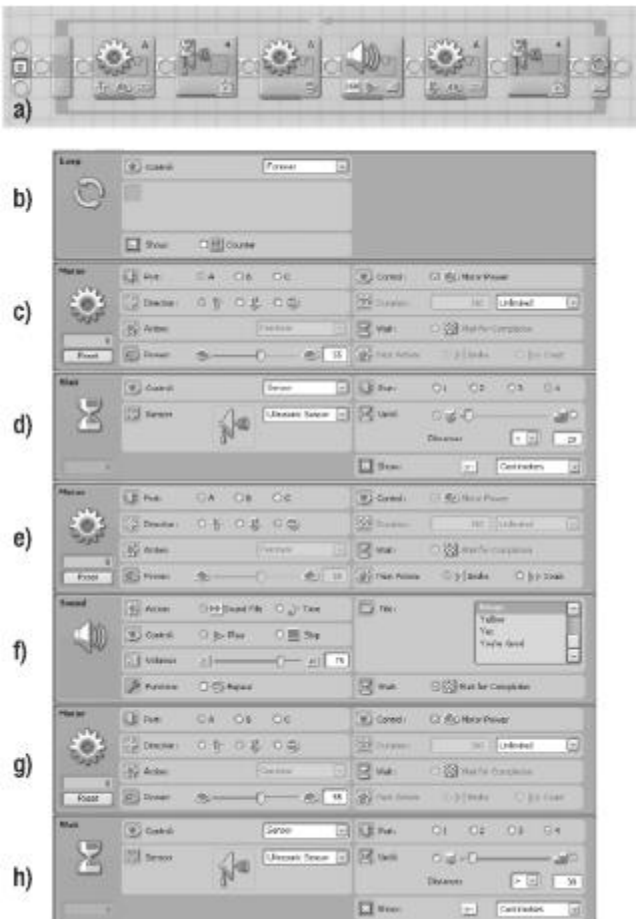 a)
b)
Loop
Control:
Forever
Show:
Counter
c)
Motor
Port:
A
B
C
Control:
Motor Power
Direction:
Duration:
Unlimited
Action:
Wait:
Wait for Completion
Reset
Power:
Next Action:
Brake
Coast
d)
Wait
Control:
Sensor
Port:
1
2
3
4
Sensor:
Ultrasonic Sensor
Until:
Distance:
Show:
Centimeters
e)
Motor
Port:
A
B
C
Control:
Motor Power
Direction:
Duration:
Unlimited
Action:
Wait:
Wait for Completion
Reset
Power:
Next Action:
Brake
Coast
f)
Sound
Action:
Sound File
Tone
File:
Yellow
Yes
You're Good
Control:
Play
Stop
Volume:
75
Function:
Repeat
Wait:
Wait for Completion
g)
Motor
Port:
A
B
C
Control:
Motor Power
Direction:
Duration:
Unlimited
Action:
Wait:
Wait for Completion
Reset
Power:
Next Action:
Brake
Coast
h)
Wait
Control:
Sensor
Port:
1
2
3
4
Sensor:
Ultrasonic Sensor
Until:
Distance:
Show:
Centimeters